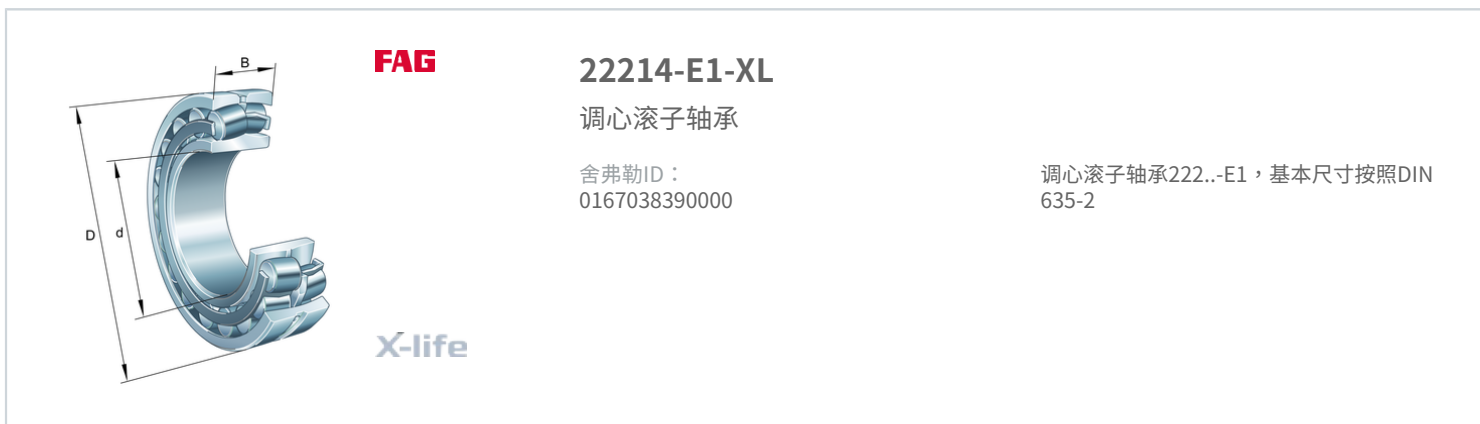 B
FAG
22214-E1-XL
调心滚子轴承
舍弗勒ID：
0167038390000
调心滚子轴承222..-E1，基本尺寸按照DIN
635-2
D
d
X-life